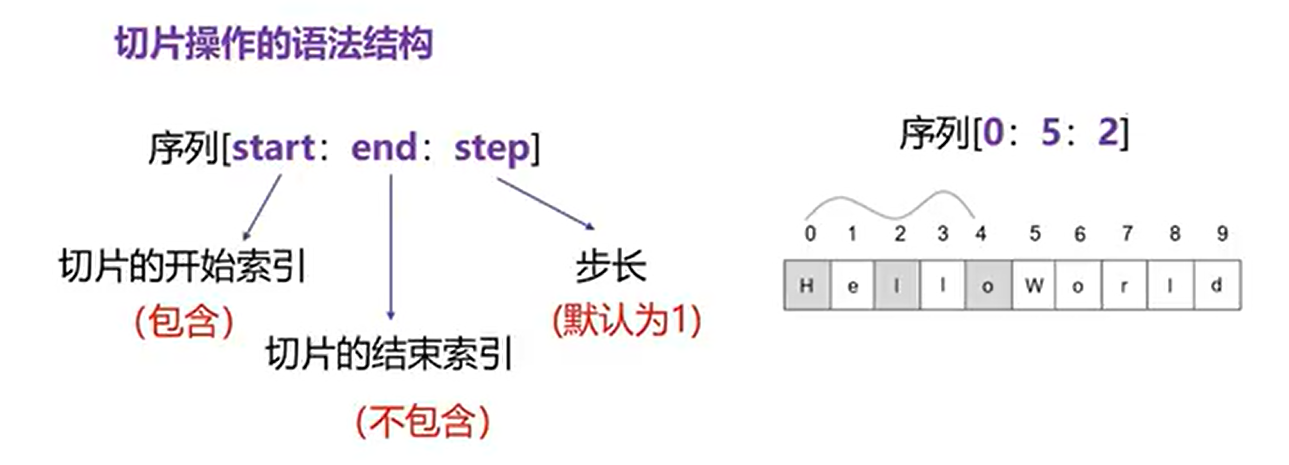 切片操作的语法结构
序列[start：end：step]
切片的开始索引
(包含)
切片的结束索引
(不包含)
步长
(默认为1)
序列[0：5：2]
0 1 2 3 4 5 6 7 8 9
H e l l o W o r l d